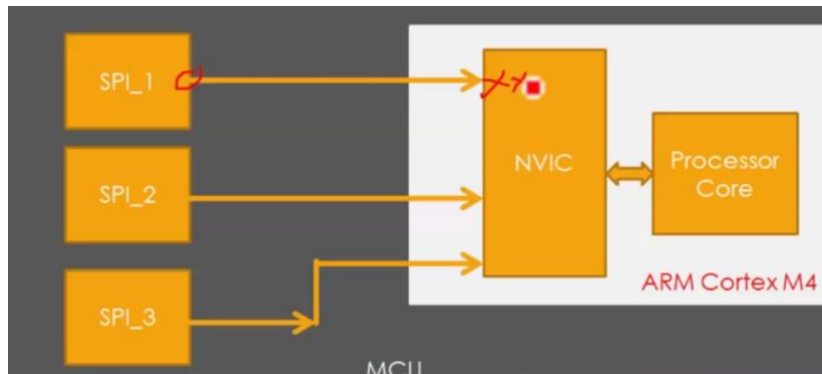 SPI_1
SPI_2
SPI_3
NVIC
Processor
Core
ARM Cortex M4
MCU